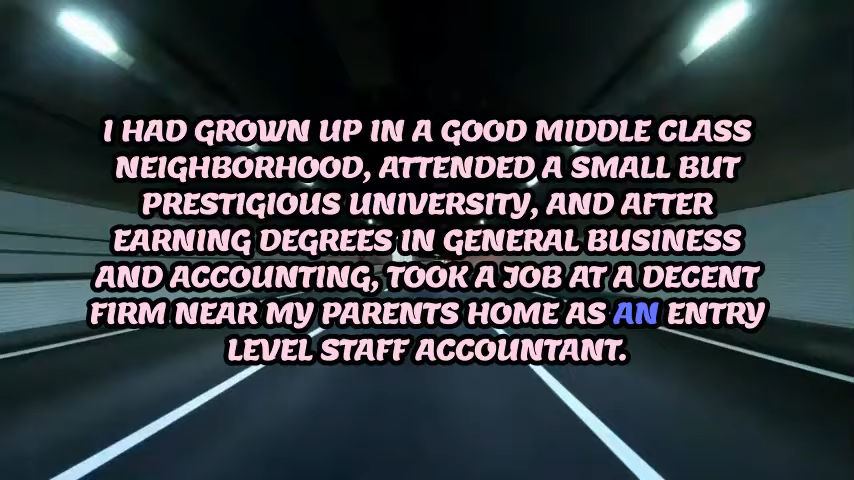 I HAD GROWN UP IN A GOOD MIDDLE CLASS
NEIGHBORHOOD, ATTENDED A SMALL BUT
PRESTIGIOUS UNIVERSITY, AND AFTER
EARNING DEGREES IN GENERAL BUSINESS
AND ACCOUNTING, TOOK A JOB AT A DECENT
FIRM NEAR MY PARENTS HOME AS AN ENTRY
LEVEL STAFF ACCOUNTANT.